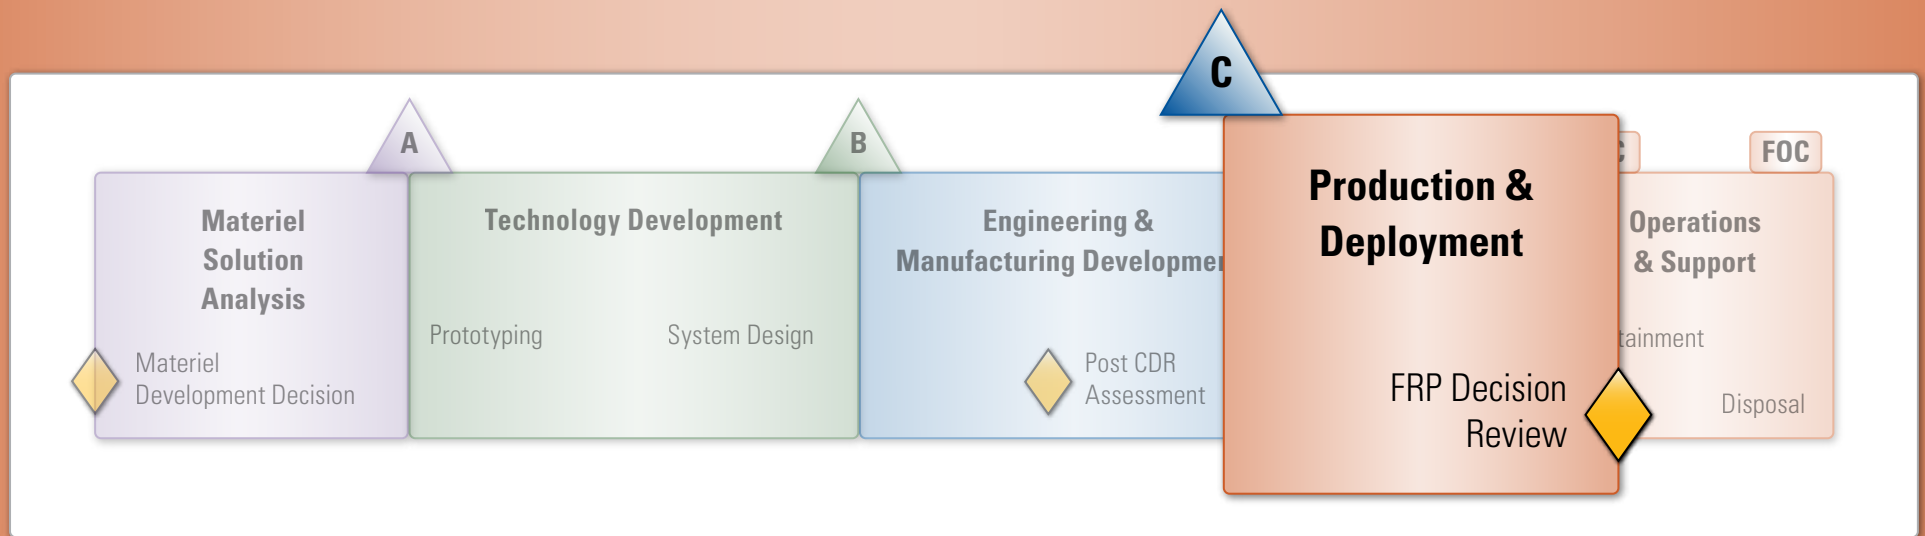 A
Materiel
Solution
Analysis
Materiel
Development Decision
B
Technology Development
Prototyping
System Design
Engineering &
Manufacturing Developme
Post CDR
Assessment
C
Production &
Deployment
FRP Decision
Review
FOC
Operations
& Support
tainment
Disposal